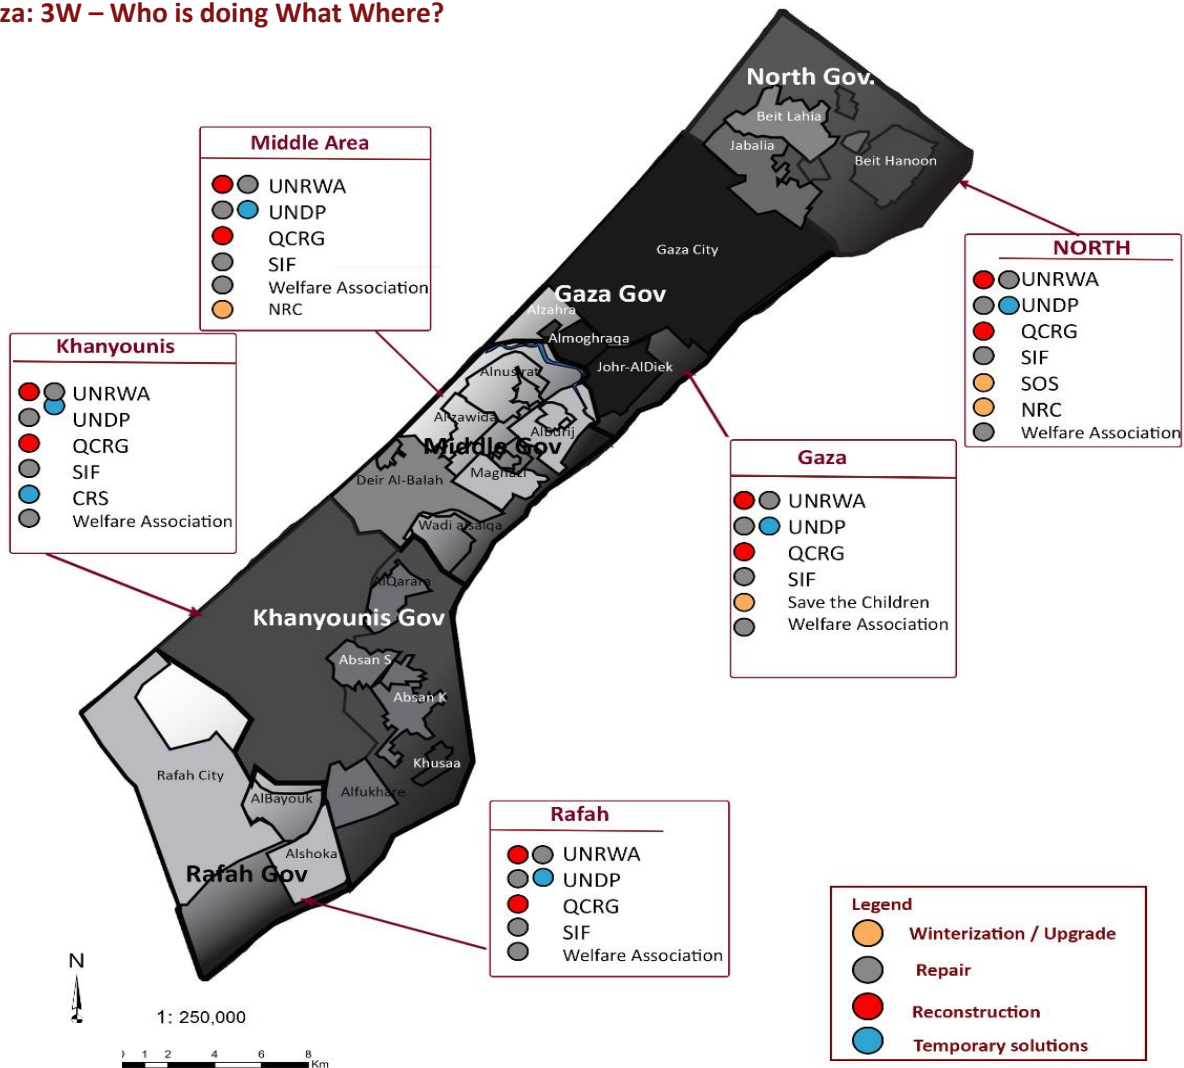 za: 3W – Who is doing What Where?
North Gov.
Beit Lahia
Jabalia
Beit Hanoon
Middle Area
UNRWA
UNDP
QCRG
SIF
Welfare Association
NRC
Gaza City
NORTH
UNRWA
UNDP
QCRG
SIF
SOS
NRC
Welfare Association
Gaza Gov
Alzahra
Almoghraqa
Johr-AlDiek
Khanyounis
UNRWA
UNDP
QCRG
SIF
CRS
Welfare Association
Alnusirat
Alzawida
AlBurij
Middle Gov
Maghazi
Deir Al-Balah
Wadi alsalqa
Gaza
UNRWA
UNDP
QCRG
SIF
Save the Children
Welfare Association
AlQarara
Khanyounis Gov
Absan S
Absan K
Khusaa
Rafah City
AlBayouk
Alfukhare
Alshoka
Rafah Gov
Rafah
UNRWA
UNDP
QCRG
SIF
Welfare Association
Legend
Winterization / Upgrade
Repair
Reconstruction
Temporary solutions
N
1: 250,000
1 2 4 6 8
Km